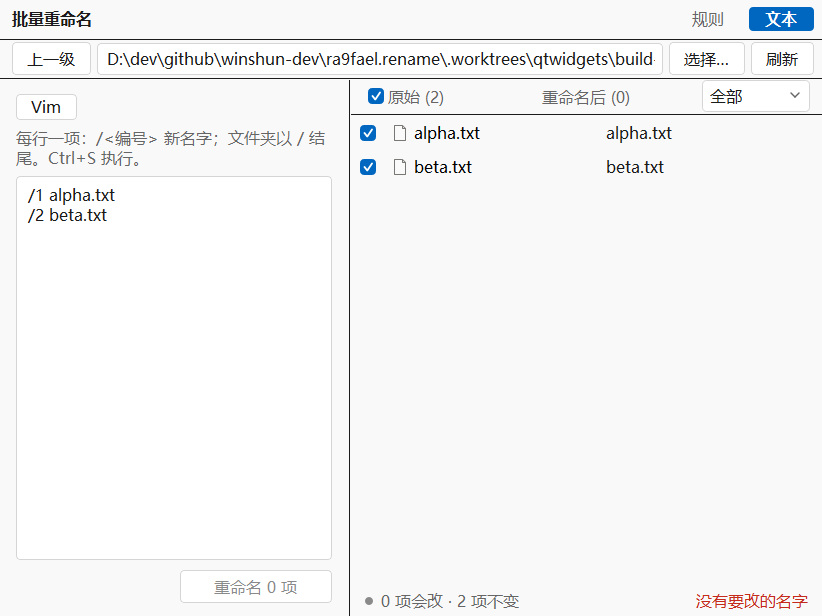 批量重命名 规则 文本
上一级 D:\dev\github\winshun-dev\ra9fael.rename\.worktrees\qtwidgets\build- 选择... 刷新
Vim
每行一项：/<编号> 新名字；文件夹以 / 结
尾。Ctrl+S 执行。
/1 alpha.txt
/2 beta.txt
重命名 0 项
原始 (2) 重命名后 (0) 全部
alpha.txt alpha.txt
beta.txt beta.txt
0 项会改 · 2 项不变 没有要改的名字